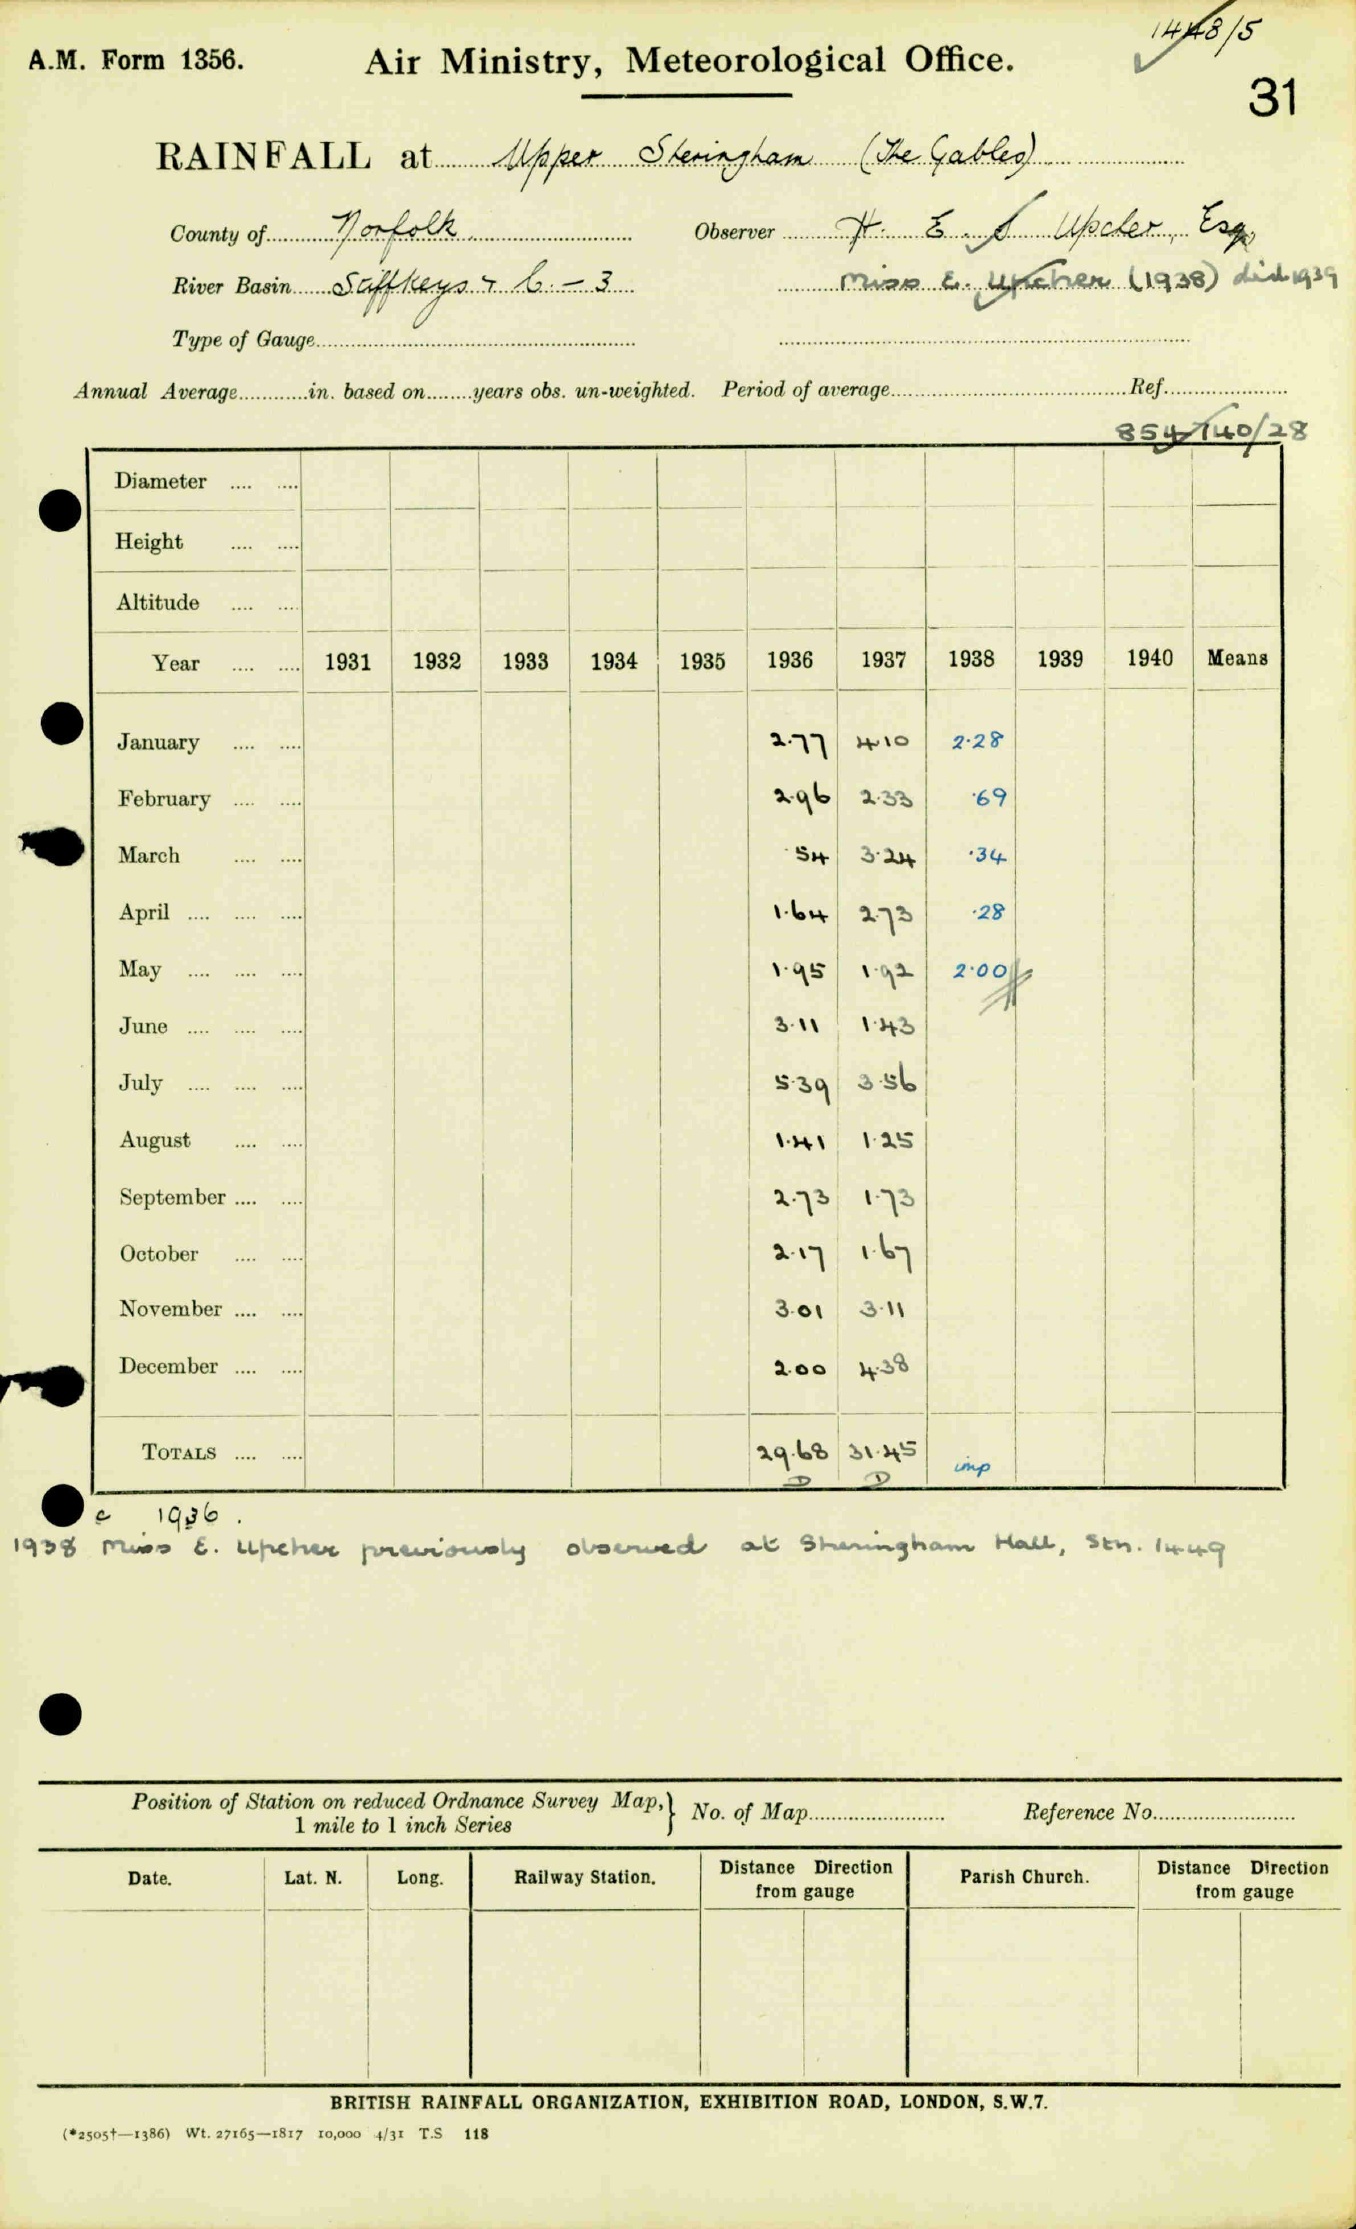 1448/5
A.M. Form 1356. Air Ministry, Meteorological Office.
31
RAINFALL at Upper Sheringham (The Gables)
County of Norfolk Observer H. E. S Upcher, Esq
River Basin Stiffkey & C. - 3 Miss E. Upcher (1938) died 1939
Type of Gauge
Annual Average in. based on years obs. un-weighted. Period of average Ref.
854140/28
Diameter
Height
Altitude
Year 1931 1932 1933 1934 1935 1936 1937 1938 1939 1940 Means
January 2.77 4.10 2.28
February 2.96 2.33 .69
March .54 3.24 .34
April 1.64 2.73 .28
May 1.95 1.92 2.00
June 3.11 1.43
July 5.39 3.56
August 1.41 1.25
September 2.73 1.73
October 2.17 1.67
November 3.01 3.11
December 2.00 4.38
TOTALS 29.68 31.45 imp
D D
c 1936.
1938 Miss E. Upcher previously observed at Sheringham Hall, Stn. 1449
Position of Station on reduced Ordnance Survey Map, } No. of Map Reference No.
1 mile to 1 inch Series
Date. Lat. N. Long. Railway Station. Distance Direction from gauge Parish Church. Distance Direction from gauge
BRITISH RAINFALL ORGANIZATION, EXHIBITION ROAD, LONDON, S.W.7.
(*2505†—1386) Wt. 27165—1817 10,000 4/31 T.S 118